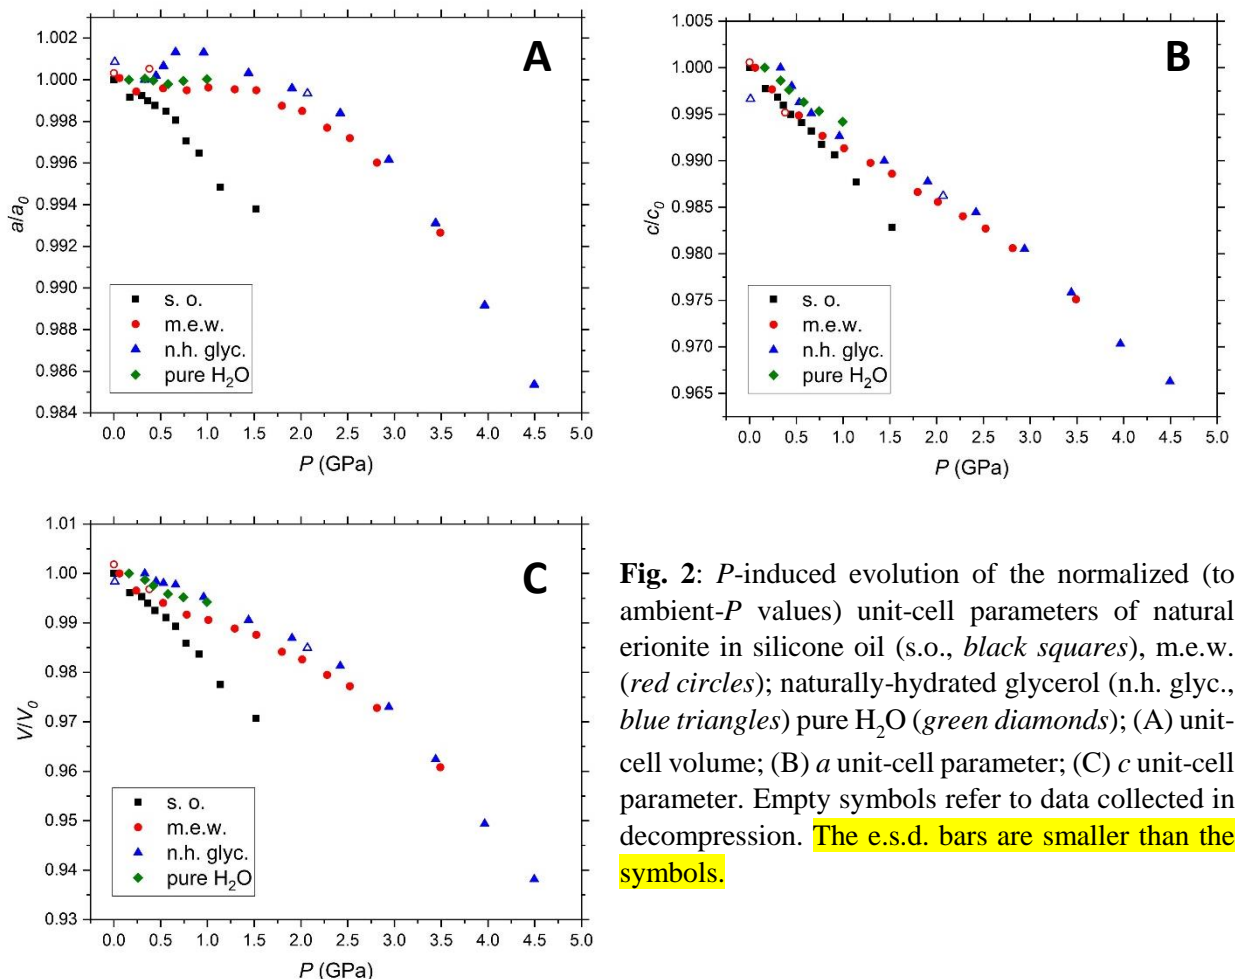 1.002
1.000
0.998
0.996
0.994
0.992
0.990
0.988
0.986
0.984
a/a0
A
s. o.
m.e.w.
n.h. glyc.
pure H2O
0.0 0.5 1.0 1.5 2.0 2.5 3.0 3.5 4.0 4.5 5.0
P (GPa)
1.005
1.000
0.995
0.990
0.985
0.980
0.975
0.970
0.965
c/c0
B
s. o.
m.e.w.
n.h. glyc.
pure H2O
0.0 0.5 1.0 1.5 2.0 2.5 3.0 3.5 4.0 4.5 5.0
P (GPa)
1.01
1.00
0.99
0.98
0.97
0.96
0.95
0.94
0.93
V/V0
C
s. o.
m.e.w.
n.h. glyc.
pure H2O
0.0 0.5 1.0 1.5 2.0 2.5 3.0 3.5 4.0 4.5 5.0
P (GPa)
Fig. 2: P-induced evolution of the normalized (to
ambient-P values) unit-cell parameters of natural
erionite in silicone oil (s.o., black squares), m.e.w.
(red circles); naturally-hydrated glycerol (n.h. glyc.,
blue triangles) pure H2O (green diamonds); (A) unit-
cell volume; (B) a unit-cell parameter; (C) c unit-cell
parameter. Empty symbols refer to data collected in
decompression. The e.s.d. bars are smaller than the
symbols.